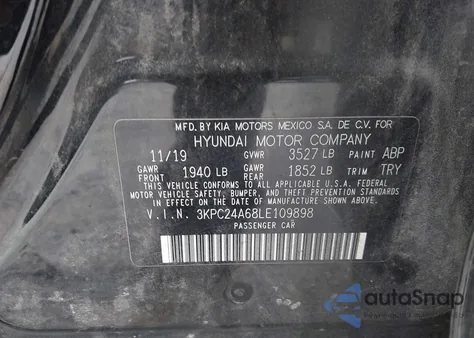 MFD. BY KIA MOTORS MEXICO S.A. DE C.V. FOR
HYUNDAI MOTOR COMPANY
11/19 GVWR 3527 LB PAINT ABP
GAWR FRONT 1940 LB GAWR REAR 1852 LB TRIM TRY
THIS VEHICLE CONFORMS TO ALL APPLICABLE U.S.A. FEDERAL
MOTOR VEHICLE SAFETY, BUMPER, AND THEFT PREVENTION STANDARDS
IN EFFECT ON THE DATE OF MANUFACTURE SHOWN ABOVE.
V.I.N. 3KPC24A68LE109898
PASSENGER CAR
autoSnap